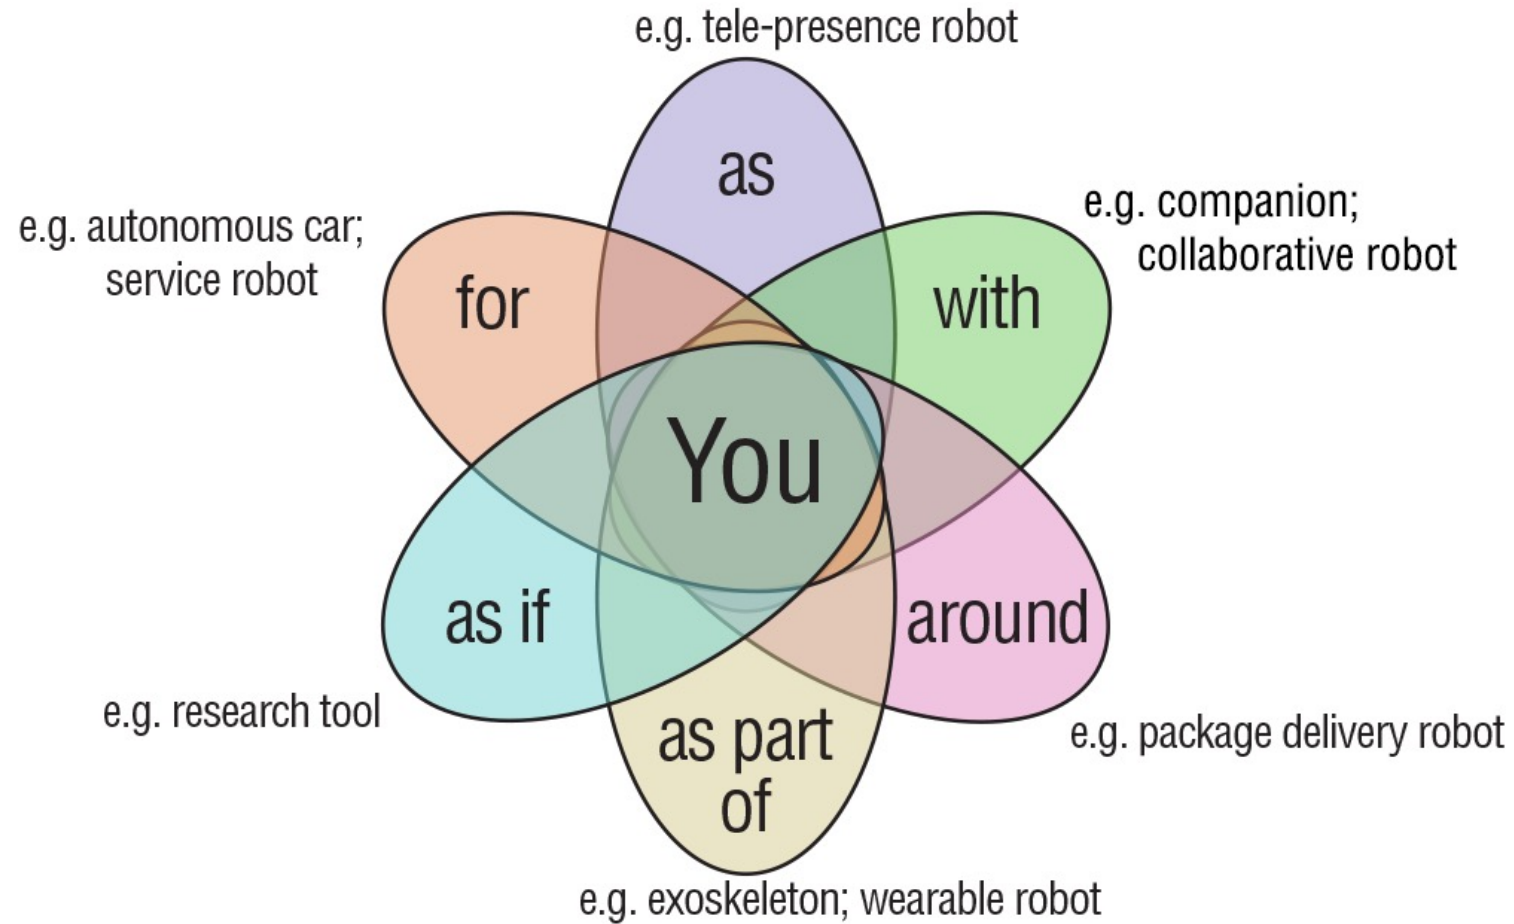 e.g. tele-presence robot
as
e.g. companion;
collaborative robot
with
e.g. autonomous car;
service robot
for
You
as if
around
e.g. research tool
as part
of
e.g. package delivery robot
e.g. exoskeleton; wearable robot